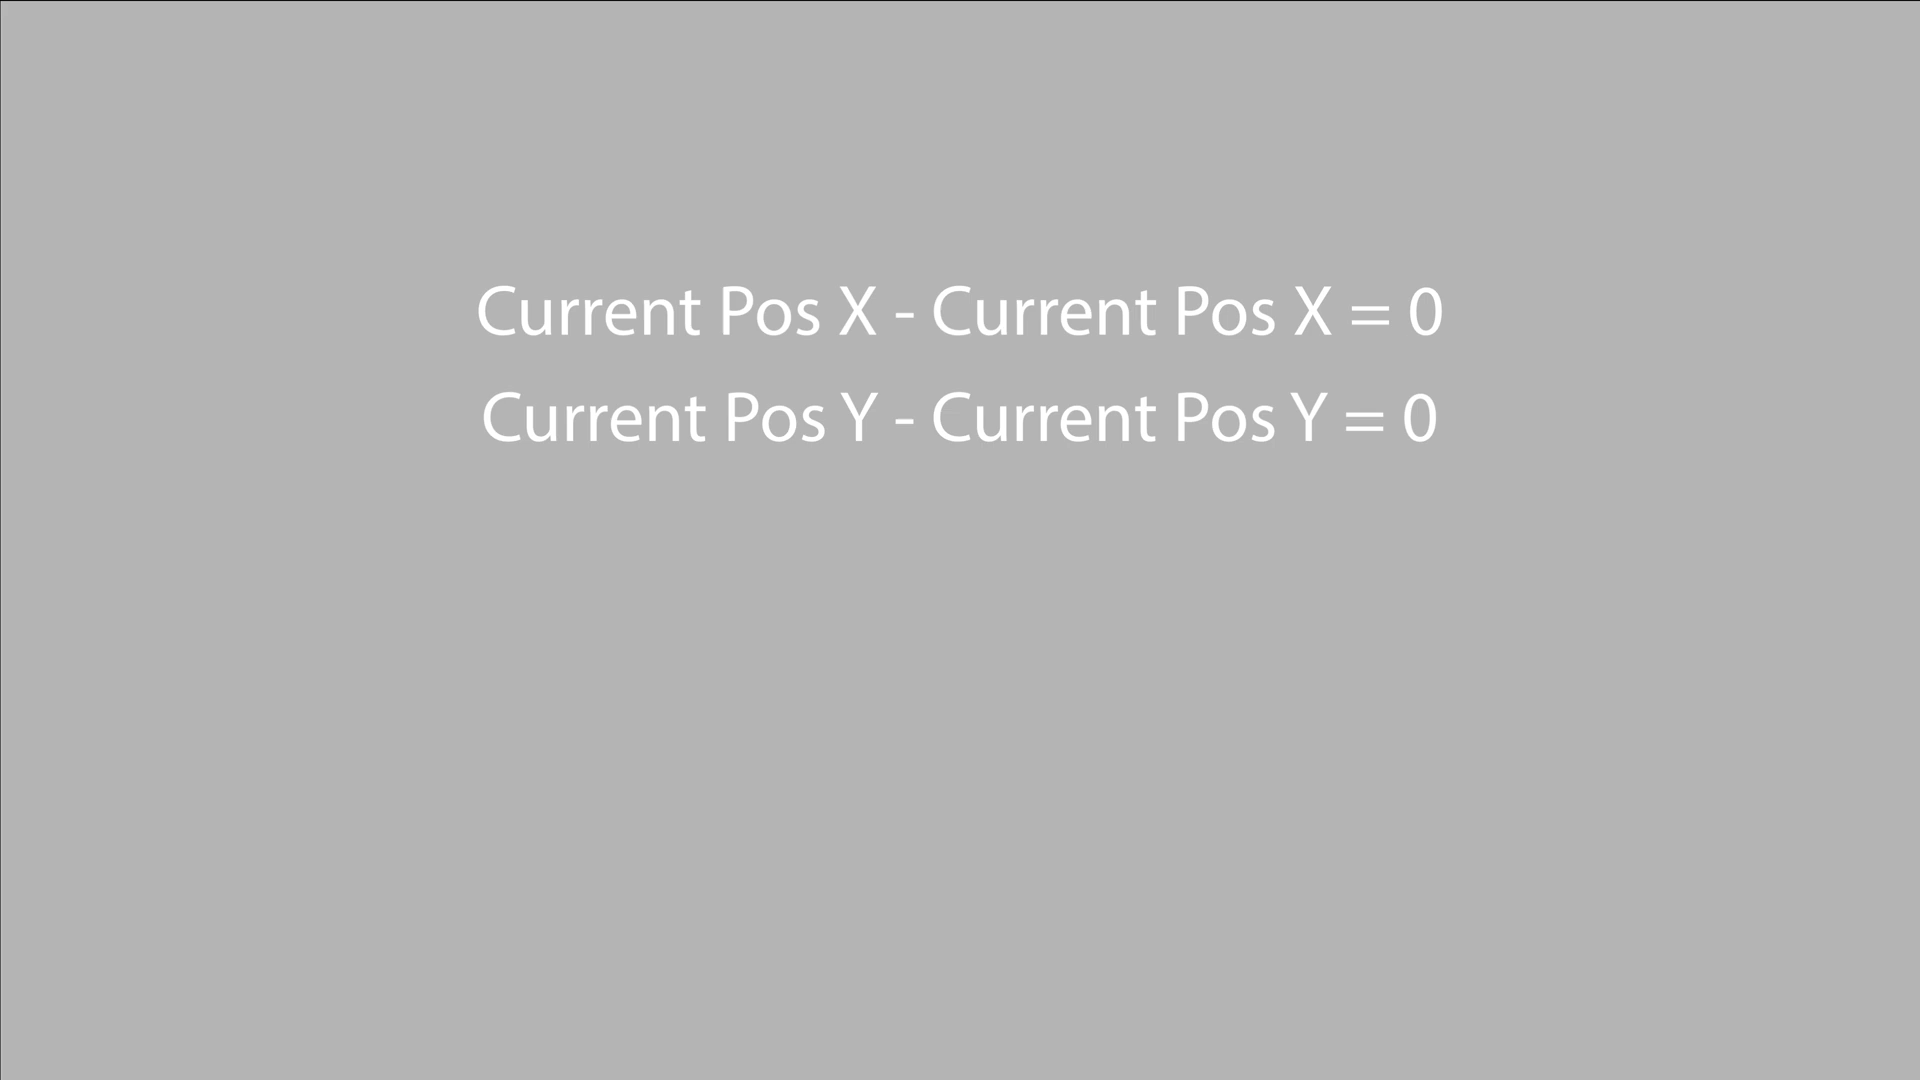 Current Pos X - Current Pos X = 0
Current Pos Y - Current Pos Y = 0